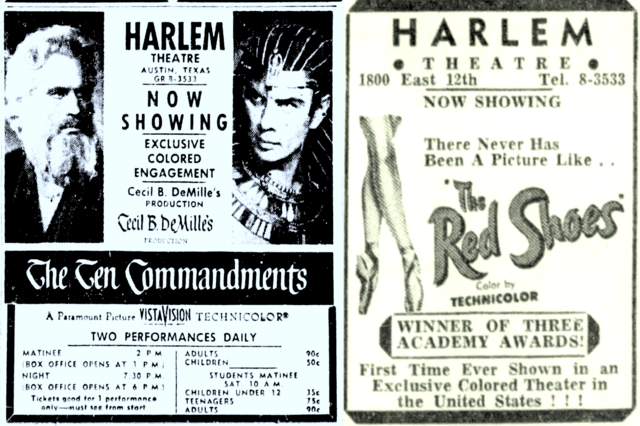 HARLEM
THEATRE
AUSTIN, TEXAS
GR 8-3533
NOW
SHOWING
EXCLUSIVE
COLORED
ENGAGEMENT
Cecil B. DeMille's
PRODUCTION
Cecil B. DeMille's
PRODUCTION
The Ten Commandments
A Paramount Picture VISTAVISION TECHNICOLOR®
TWO PERFORMANCES DAILY
MATINEE 2 P.M.
(BOX OFFICE OPENS AT 1 P.M.)
NIGHT 7:30 P.M.
(BOX OFFICE OPENS AT 6 P.M.)
Tickets good for 1 performance
only—must see from start
ADULTS 90c
CHILDREN 50c
STUDENTS MATINEE
SAT 10 A.M.
CHILDREN UNDER 12 35c
TEENAGERS 75c
ADULTS 90c
HARLEM
• THEATRE •
1800 East 12th Tel. 8-3533
NOW SHOWING
There Never Has
Been A Picture Like . .
"The
Red Shoes"
Color by
TECHNICOLOR
WINNER OF THREE
ACADEMY AWARDS!
First Time Ever Shown in an
Exclusive Colored Theater in
the United States ! ! !